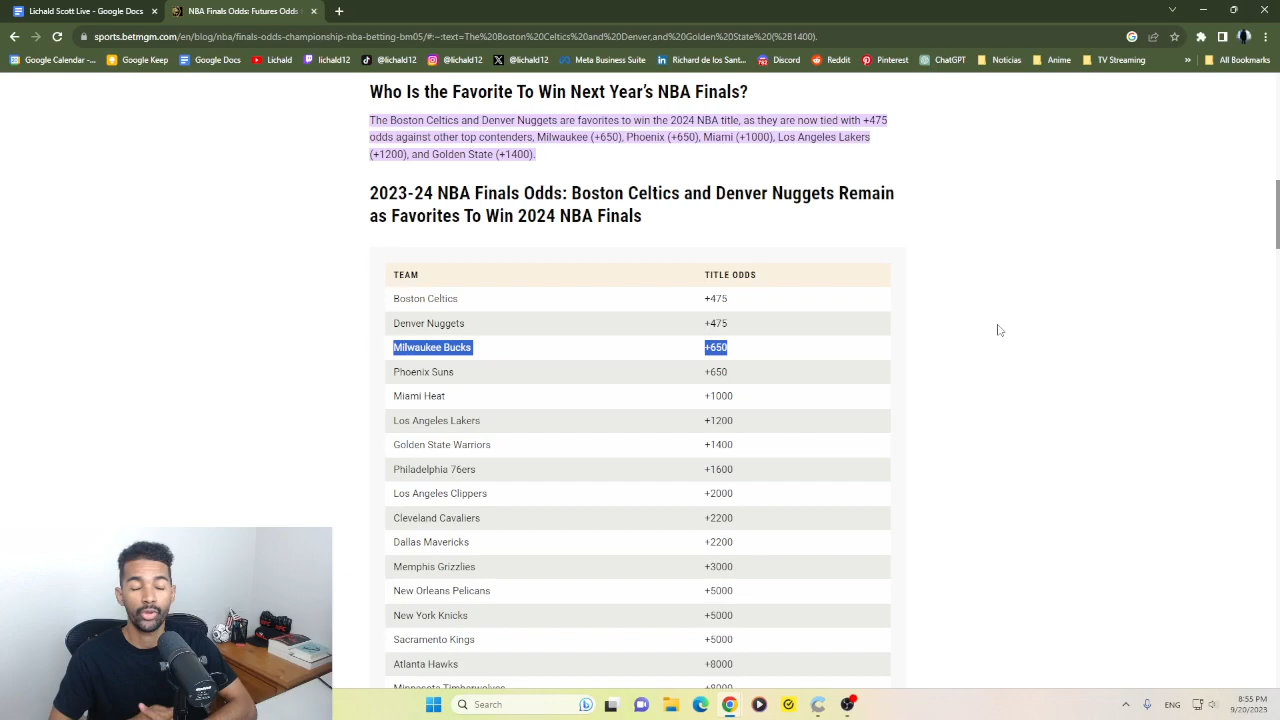 Lichald Scott Live - Google Docs
NBA Finals Odds: Futures Odds
sports.betmgm.com/en/blog/nba/finals-odds-championship-nba-betting-bm05/#:~:text=The%20Boston%20Celtics%20and%20Denver,and%20Golden%20State%20(%2B1400).
Google Calendar -... Google Keep Google Docs Lichald lichald12 @lichald12 @lichald12 @lichald12 Meta Business Suite Richard de los Sant... Discord Reddit Pinterest ChatGPT Noticias Anime TV Streaming » All Bookmarks
Who Is the Favorite To Win Next Year's NBA Finals?
The Boston Celtics and Denver Nuggets are favorites to win the 2024 NBA title, as they are now tied with +475
odds against other top contenders, Milwaukee (+650), Phoenix (+650), Miami (+1000), Los Angeles Lakers
(+1200), and Golden State (+1400).
2023-24 NBA Finals Odds: Boston Celtics and Denver Nuggets Remain
as Favorites To Win 2024 NBA Finals
TEAM TITLE ODDS
Boston Celtics +475
Denver Nuggets +475
Milwaukee Bucks +650
Phoenix Suns +650
Miami Heat +1000
Los Angeles Lakers +1200
Golden State Warriors +1400
Philadelphia 76ers +1600
Los Angeles Clippers +2000
Cleveland Cavaliers +2200
Dallas Mavericks +2200
Memphis Grizzlies +3000
New Orleans Pelicans +5000
New York Knicks +5000
Sacramento Kings +5000
Atlanta Hawks +8000
Minnesota Timberwolves +8000
Search
ENG
8:55 PM
9/20/2023